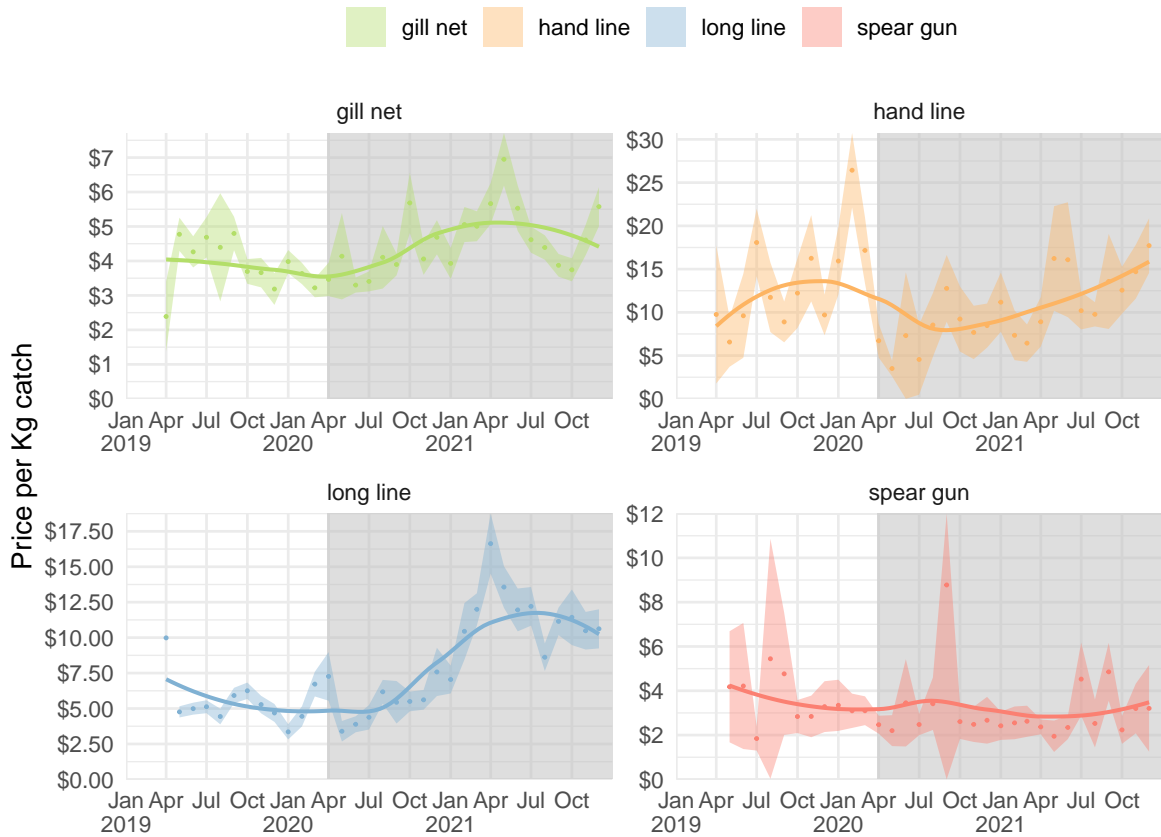 gill net hand line long line spear gun
gill net
$7
$6
$5
$4
$3
$2
$1
$0
Jan Apr Jul Oct Jan Apr Jul Oct Jan Apr Jul Oct
2019 2020 2021
hand line
$30
$25
$20
$15
$10
$5
$0
Jan Apr Jul Oct Jan Apr Jul Oct Jan Apr Jul Oct
2019 2020 2021
Price per Kg catch
long line
$17.50
$15.00
$12.50
$10.00
$7.50
$5.00
$2.50
$0.00
Jan Apr Jul Oct Jan Apr Jul Oct Jan Apr Jul Oct
2019 2020 2021
spear gun
$12
$10
$8
$6
$4
$2
$0
Jan Apr Jul Oct Jan Apr Jul Oct Jan Apr Jul Oct
2019 2020 2021